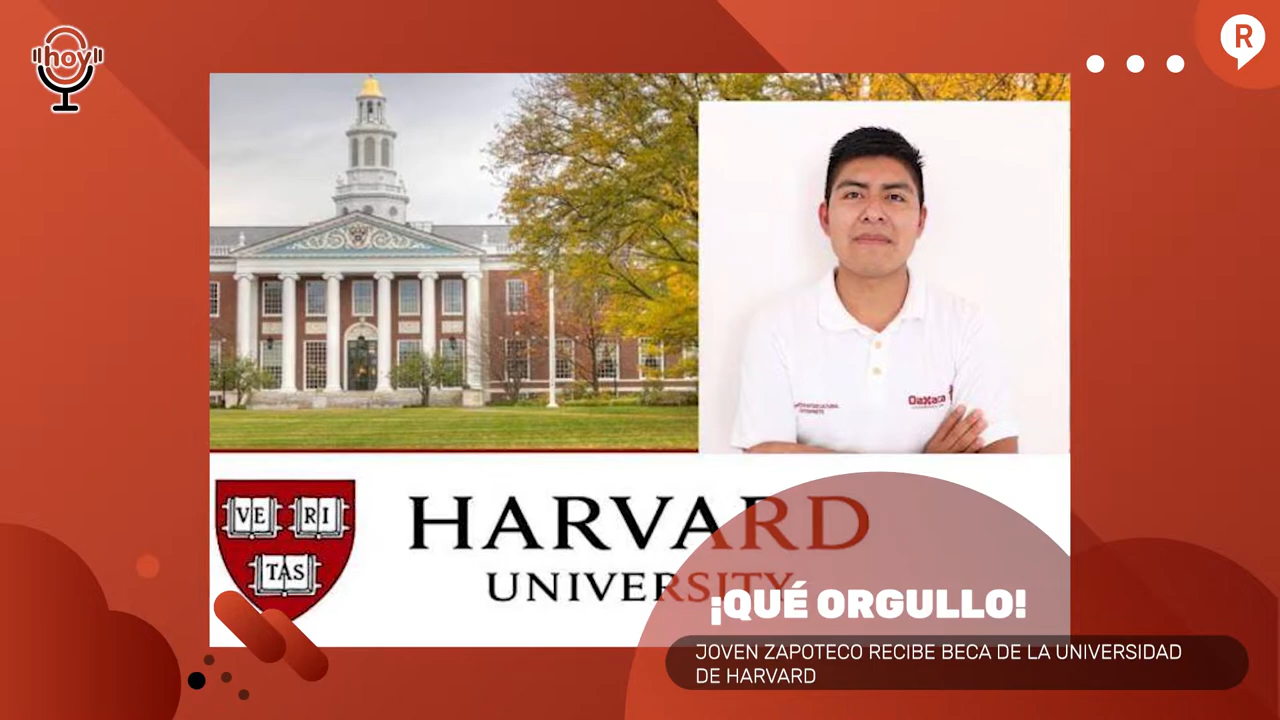 hoy
R
Oaxaca
VE RI
TAS
HARVARD
UNIVERSITY
¡QUÉ ORGULLO!
JOVEN ZAPOTECO RECIBE BECA DE LA UNIVERSIDAD
DE HARVARD